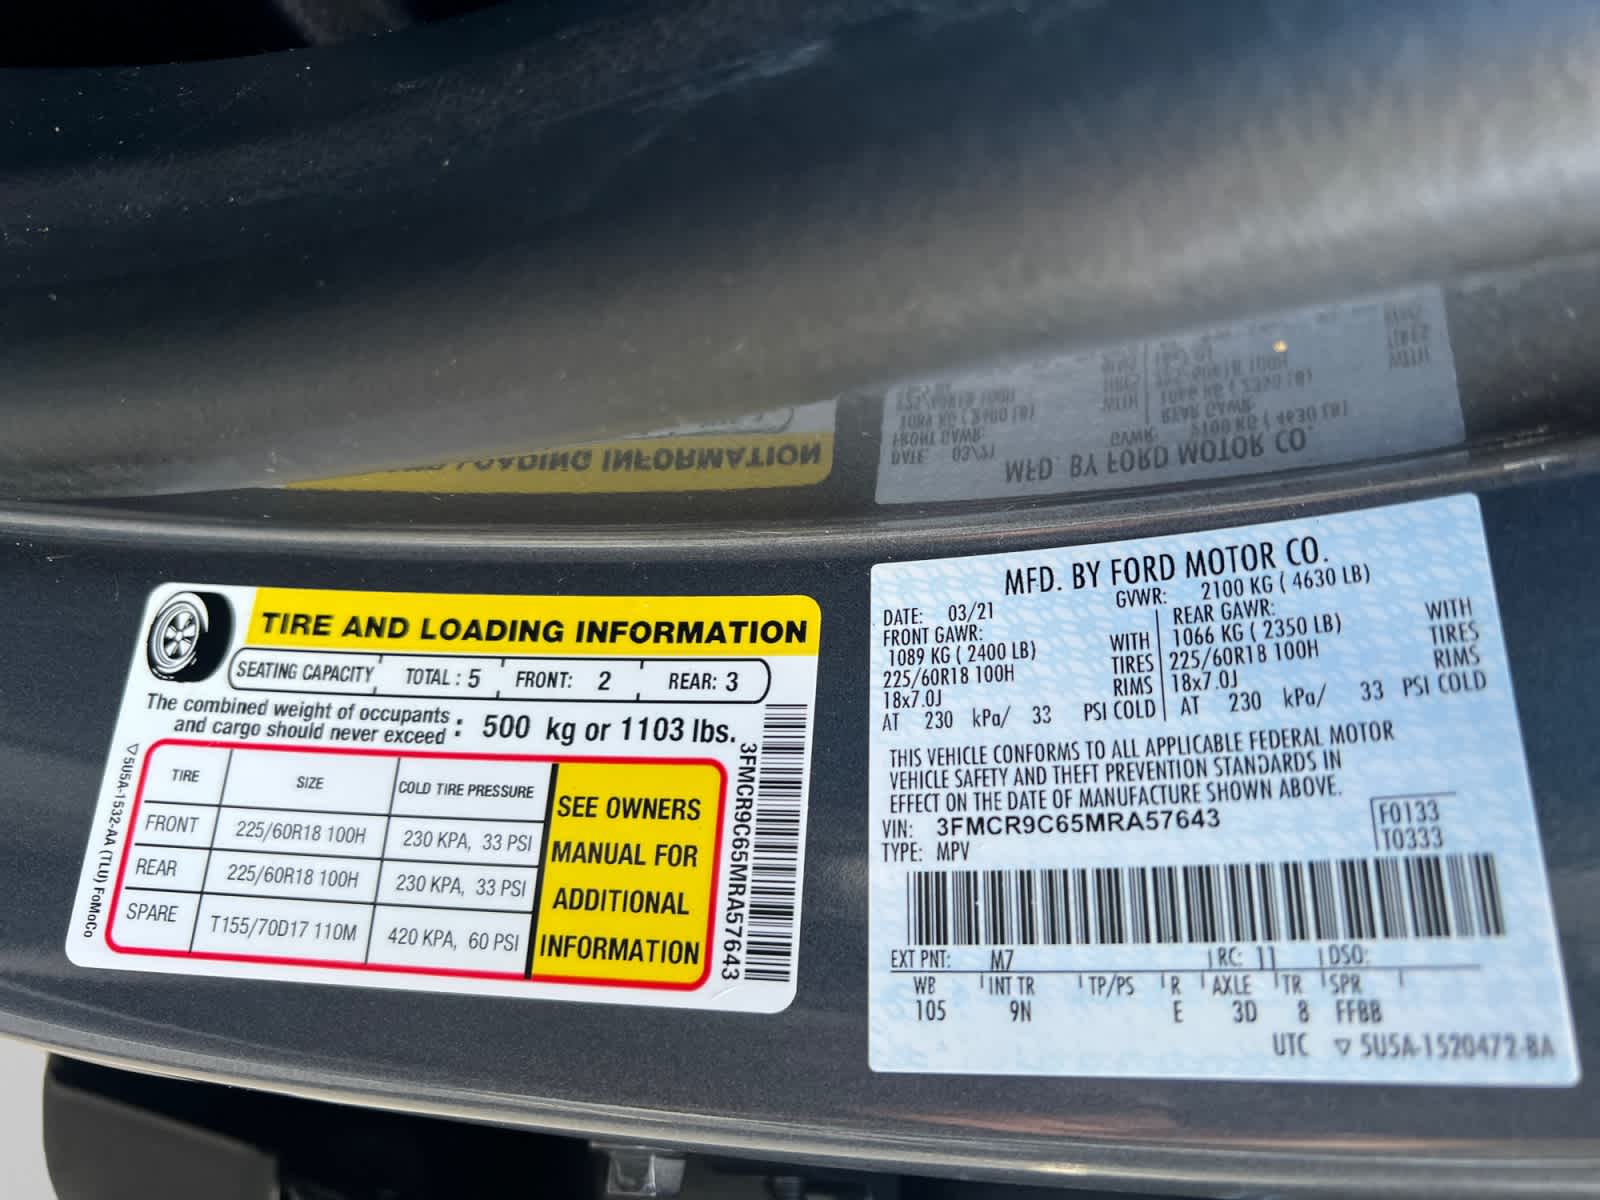 TIRE AND LOADING INFORMATION
SEATING CAPACITY TOTAL : 5 FRONT: 2 REAR: 3
The combined weight of occupants
and cargo should never exceed : 500 kg or 1103 lbs.
TIRE SIZE COLD TIRE PRESSURE
FRONT 225/60R18 100H 230 KPA, 33 PSI
REAR 225/60R18 100H 230 KPA, 33 PSI
SPARE T155/70D17 110M 420 KPA, 60 PSI
SEE OWNERS
MANUAL FOR
ADDITIONAL
INFORMATION
3FMCR9C65MRA57643
▽5U5A-1532-AA (TLU) FoMoCo
MFD. BY FORD MOTOR CO.
DATE: 03/21 GVWR: 2100 KG ( 4630 LB)
FRONT GAWR:
1089 KG ( 2400 LB) WITH
225/60R18 100H TIRES
18x7.0J RIMS
AT 230 kPa/ 33 PSI COLD
REAR GAWR: WITH
1066 KG ( 2350 LB) TIRES
225/60R18 100H RIMS
18x7.0J
AT 230 kPa/ 33 PSI COLD
THIS VEHICLE CONFORMS TO ALL APPLICABLE FEDERAL MOTOR
VEHICLE SAFETY AND THEFT PREVENTION STANDARDS IN
EFFECT ON THE DATE OF MANUFACTURE SHOWN ABOVE.
VIN: 3FMCR9C65MRA57643 F0133
TYPE: MPV T0333
EXT PNT: M7 RC: 11 DSO:
WB INT TR TP/PS R AXLE TR SPR
105 9N E 3D 8 FFBB
UTC ▽ 5U5A-1520472-BA